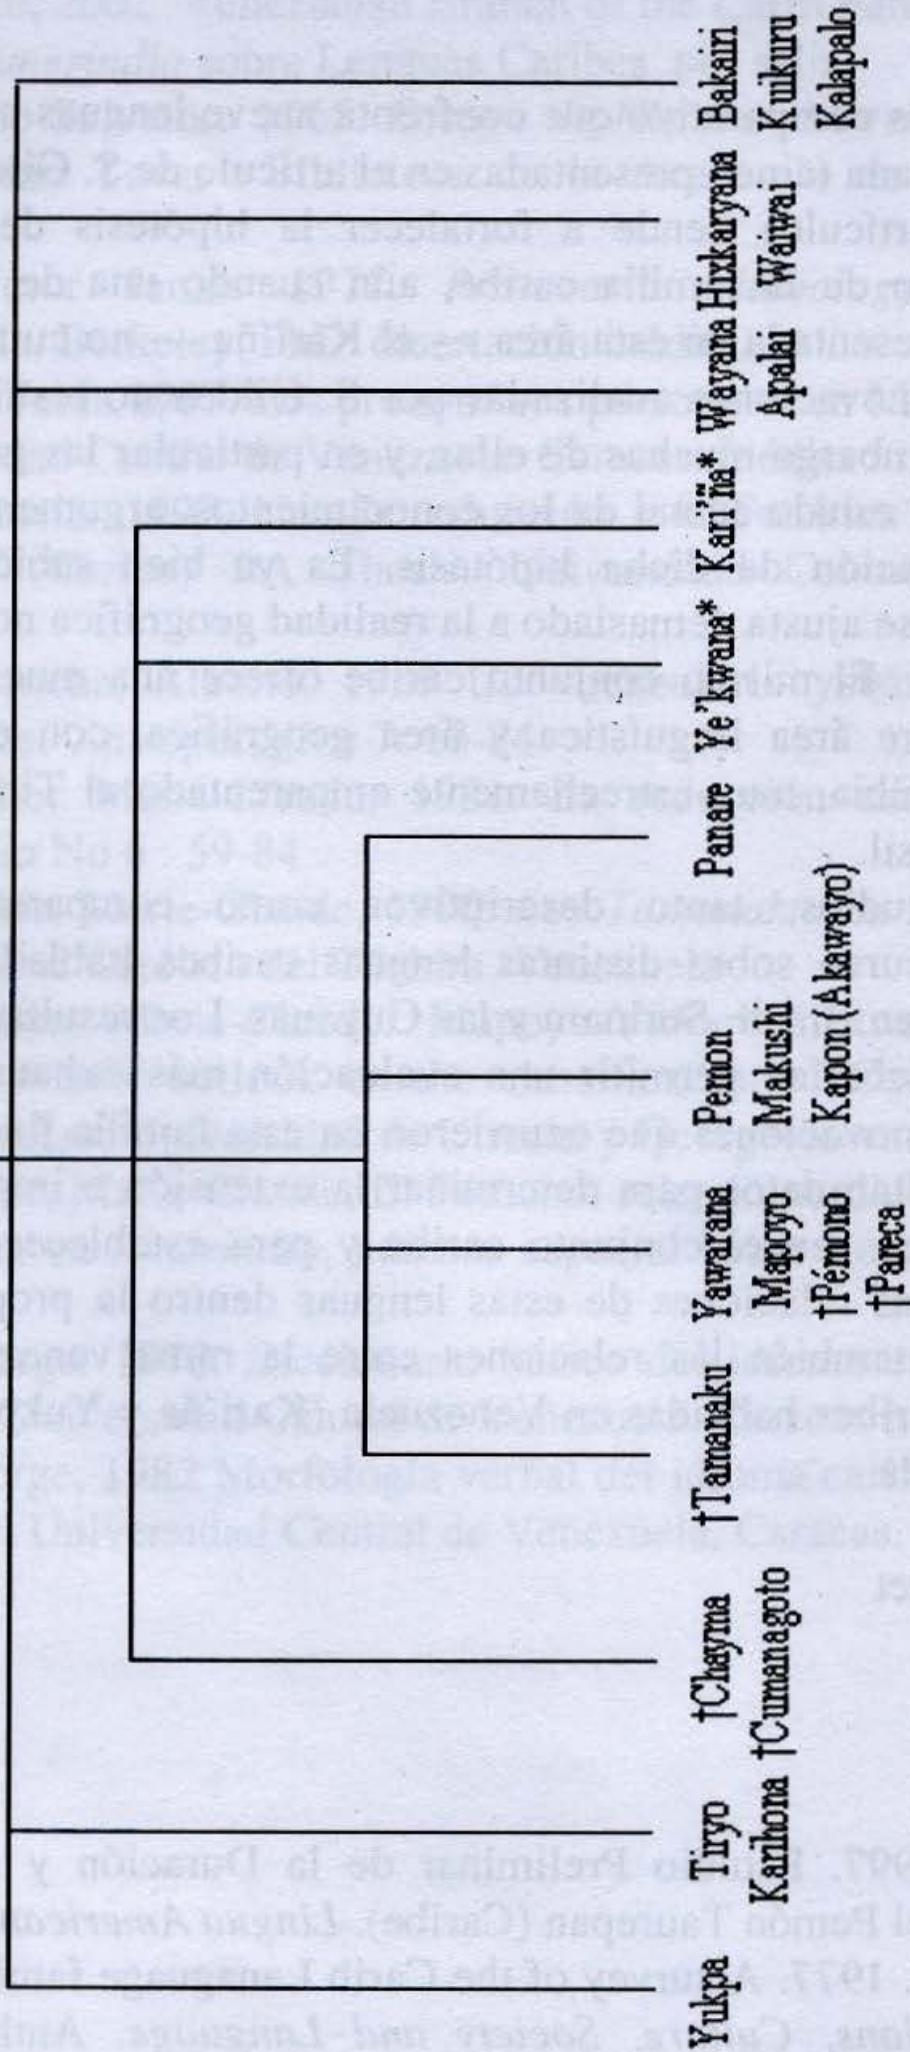 Yukpa Tiryo †Chayma †Tamanaku Yawarana Pemon Panare Ye'kwana* Kari'ña* Wayana Hixkaryana Bakairi
Karihona †Cumanagoto Mapoyo Makushi Apalai Waiwai Kuikuru
†Pémono Kapon (Akawayo) Kalapalo
†Pareca